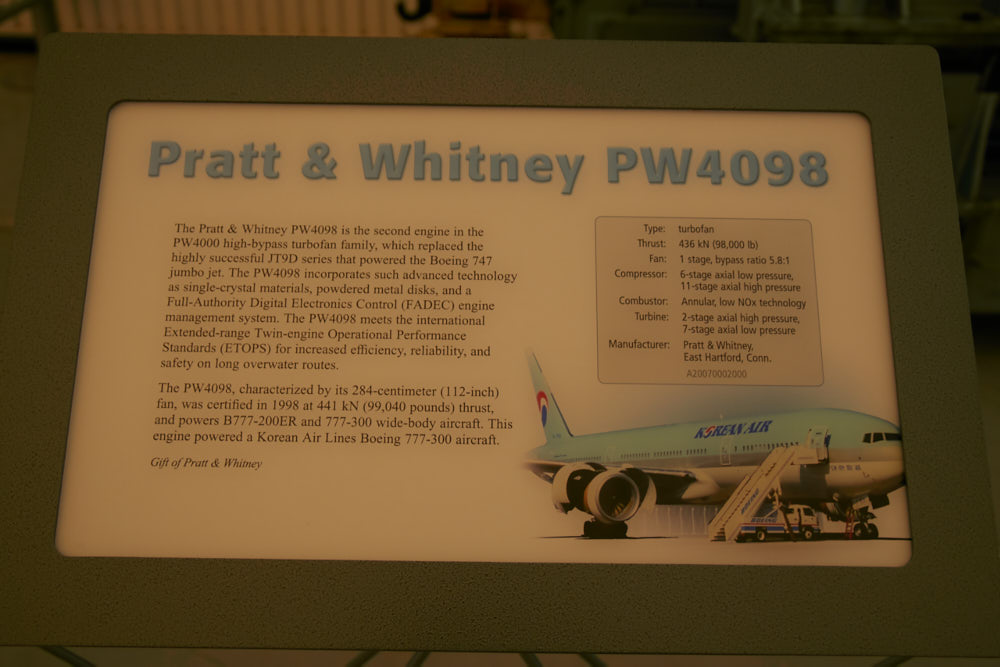 Pratt & Whitney PW4098
The Pratt & Whitney PW4098 is the second engine in the
PW4000 high-bypass turbofan family, which replaced the
highly successful JT9D series that powered the Boeing 747
jumbo jet. The PW4098 incorporates such advanced technology
as single-crystal materials, powdered metal disks, and a
Full-Authority Digital Electronics Control (FADEC) engine
management system. The PW4098 meets the international
Extended-range Twin-engine Operational Performance
Standards (ETOPS) for increased efficiency, reliability, and
safety on long overwater routes.
The PW4098, characterized by its 284-centimeter (112-inch)
fan, was certified in 1998 at 441 kN (99,040 pounds) thrust,
and powers B777-200ER and 777-300 wide-body aircraft. This
engine powered a Korean Air Lines Boeing 777-300 aircraft.
Gift of Pratt & Whitney
Type: turbofan
Thrust: 436 kN (98,000 lb)
Fan: 1 stage, bypass ratio 5.8:1
Compressor: 6-stage axial low pressure,
11-stage axial high pressure
Combustor: Annular, low NOx technology
Turbine: 2-stage axial high pressure,
7-stage axial low pressure
Manufacturer: Pratt & Whitney,
East Hartford, Conn.
A20070002000
KOREAN AIR
BOEING
BOEING